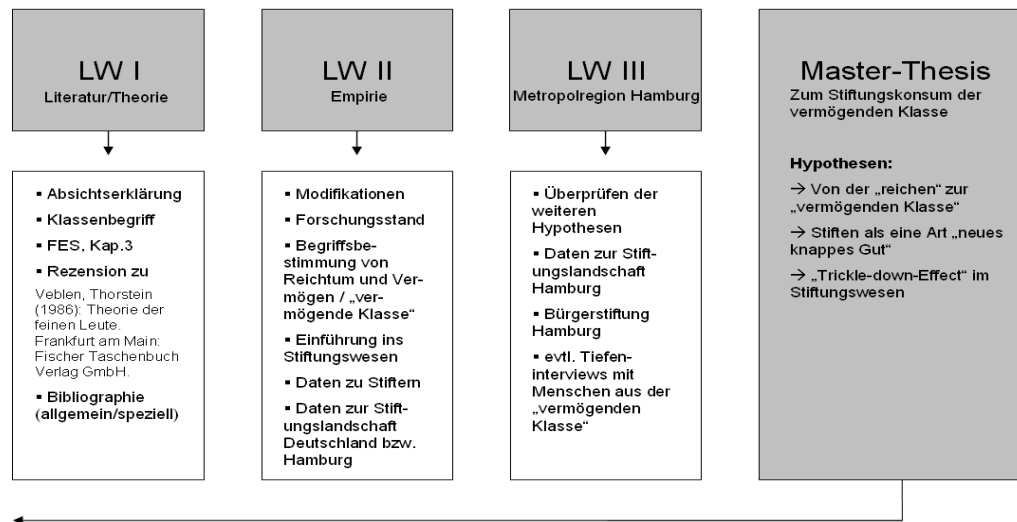 LW I
Literatur/Theorie
▪ Absichtserklärung
▪ Klassenbegriff
▪ FES, Kap.3
▪ Rezension zu
Veblen, Thorstein
(1986): Theorie der
feinen Leute.
Frankfurt am Main:
Fischer Taschenbuch
Verlag GmbH.
▪ Bibliographie
(allgemein/speziell)
LW II
Empirie
▪ Modifikationen
▪ Forschungsstand
▪ Begriffsbe-
stimmung von
Reichtum und Ver-
mögen / „ver-
mögende Klasse“
▪ Einführung ins
Stiftungswesen
▪ Daten zu Stiftern
▪ Daten zur Stift-
ungslandschaft
Deutschland bzw.
Hamburg
LW III
Metropolregion Hamburg
▪ Überprüfen der
weiteren
Hypothesen
▪ Daten zur Stift-
ungslandschaft
Hamburg
▪ Bürgerstiftung
Hamburg
▪ evtl. Tiefen-
interviews mit
Menschen aus der
„vermögenden
Klasse“
Master-Thesis
Zum Stiftungskonsum der
vermögenden Klasse
Hypothesen:
→ Von der „reichen“ zur
„vermögenden Klasse“
→ Stiften als eine Art „neues
knappes Gut“
→ „Trickle-down-Effect“ im
Stiftungswesen